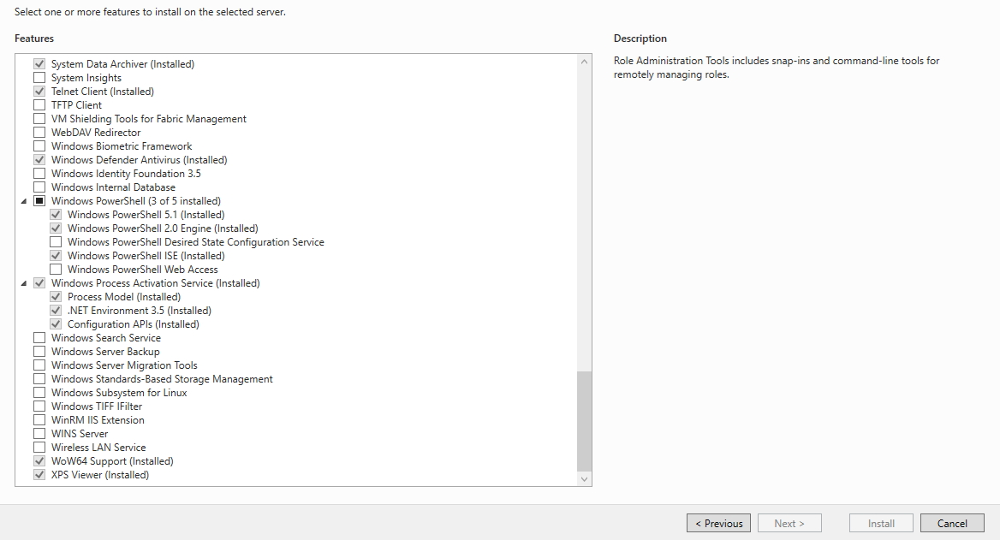 Select one or more features to install on the selected server.
Features
Description
Role Administration Tools includes snap-ins and command-line tools for
remotely managing roles.
System Data Archiver (Installed)
System Insights
Telnet Client (Installed)
TFTP Client
VM Shielding Tools for Fabric Management
WebDAV Redirector
Windows Biometric Framework
Windows Defender Antivirus (Installed)
Windows Identity Foundation 3.5
Windows Internal Database
Windows PowerShell (3 of 5 installed)
Windows PowerShell 5.1 (Installed)
Windows PowerShell 2.0 Engine (Installed)
Windows PowerShell Desired State Configuration Service
Windows PowerShell ISE (Installed)
Windows PowerShell Web Access
Windows Process Activation Service (Installed)
Process Model (Installed)
.NET Environment 3.5 (Installed)
Configuration APIs (Installed)
Windows Search Service
Windows Server Backup
Windows Server Migration Tools
Windows Standards-Based Storage Management
Windows Subsystem for Linux
Windows TIFF IFilter
WinRM IIS Extension
WINS Server
Wireless LAN Service
WoW64 Support (Installed)
XPS Viewer (Installed)
< Previous
Next >
Install
Cancel